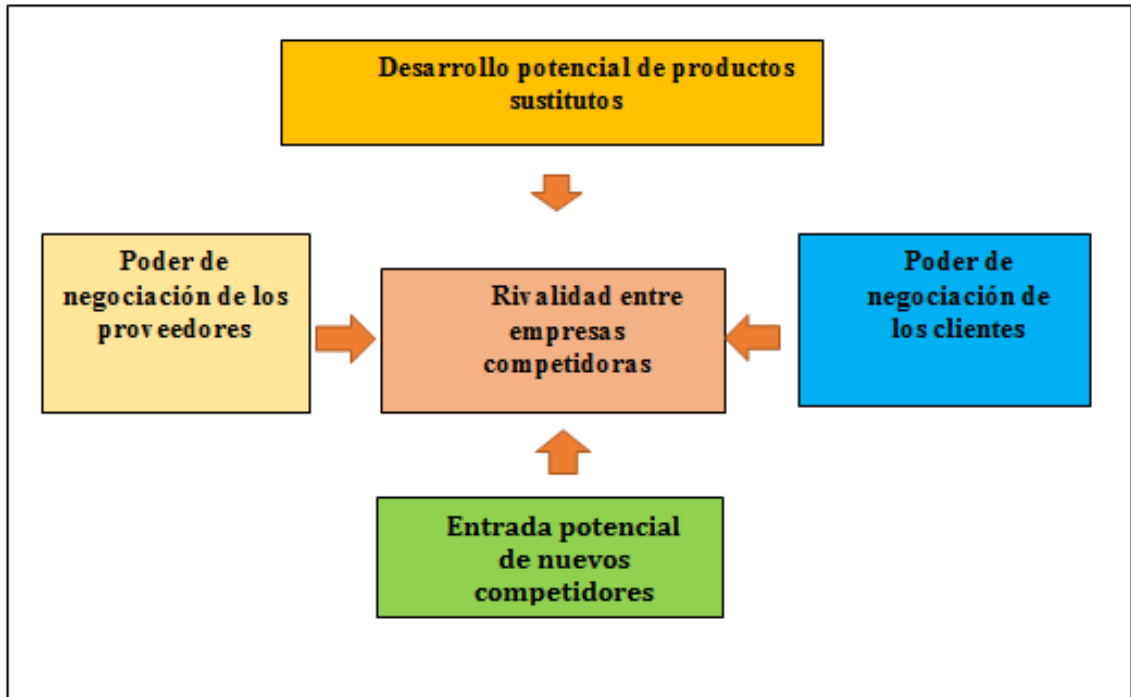 Desarrollo potencial de productos
sustitutos
Poder de
negociación de los
proveedores
Rivalidad entre
empresas
competidoras
Poder de
negociación de
los clientes
Entrada potencial
de nuevos
competidores